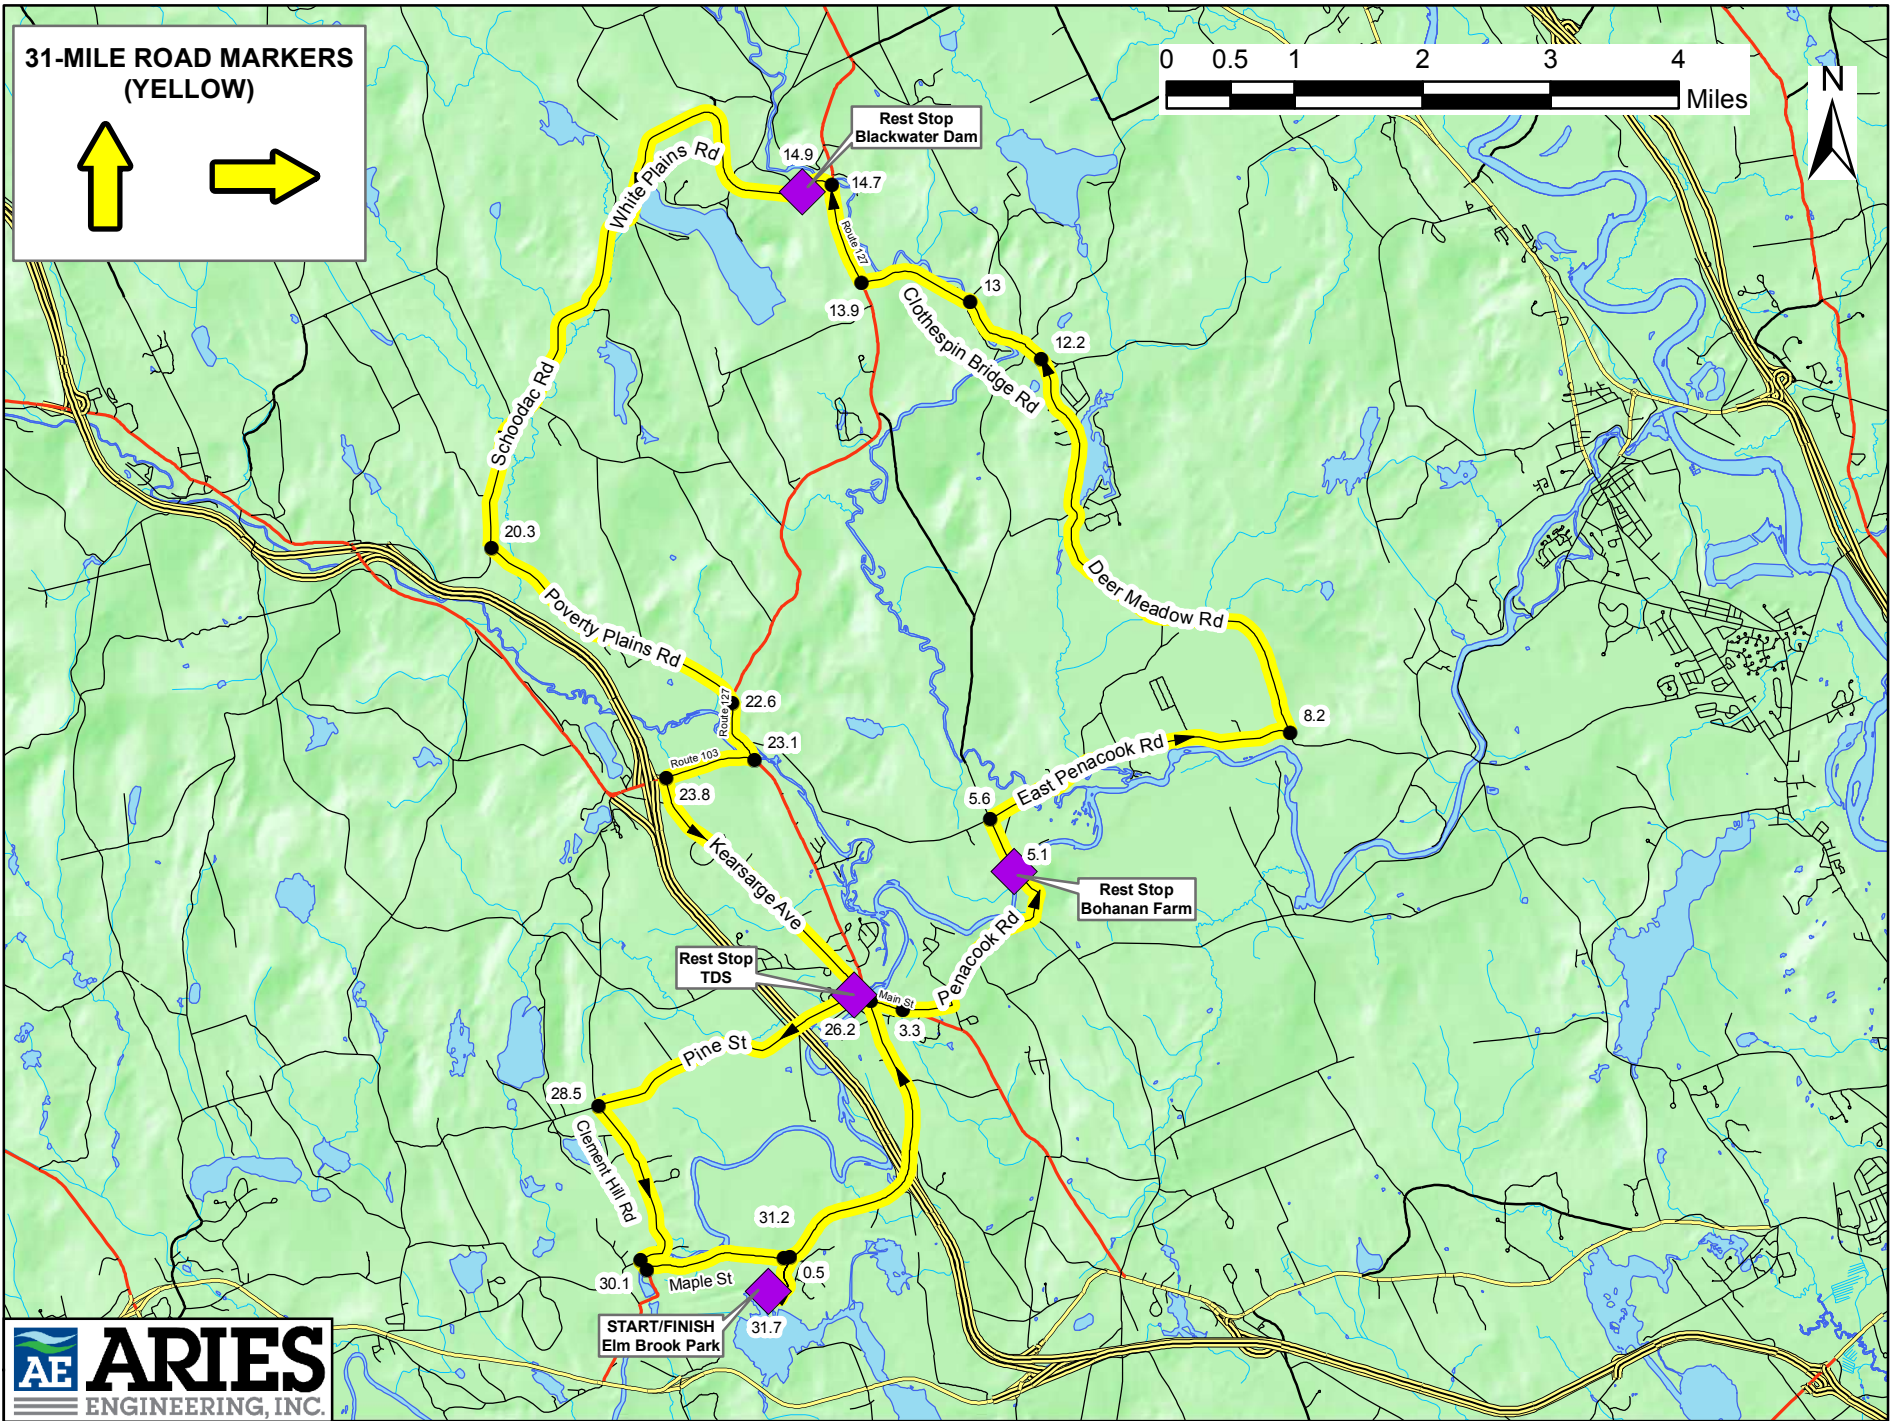 31-MILE ROAD MARKERS
(YELLOW)
0 0.5 1 2 3 4
Miles
N
Rest Stop
Blackwater Dam
14.9
14.7
White Plains Rd
Route 127
13.9
13
Clothespin Bridge Rd
12.2
Schoodac Rd
20.3
Poverty Plains Rd
Deer Meadow Rd
Route 127
22.6
23.1
Route 103
23.8
8.2
East Penacook Rd
5.6
5.1
Rest Stop
Bohanan Farm
Kearsarge Ave
Penacook Rd
Rest Stop
TDS
Main St
26.2
3.3
Pine St
28.5
Clement Hill Rd
31.2
30.1
Maple St
0.5
START/FINISH
Elm Brook Park
31.7
AE ARIES
ENGINEERING, INC.